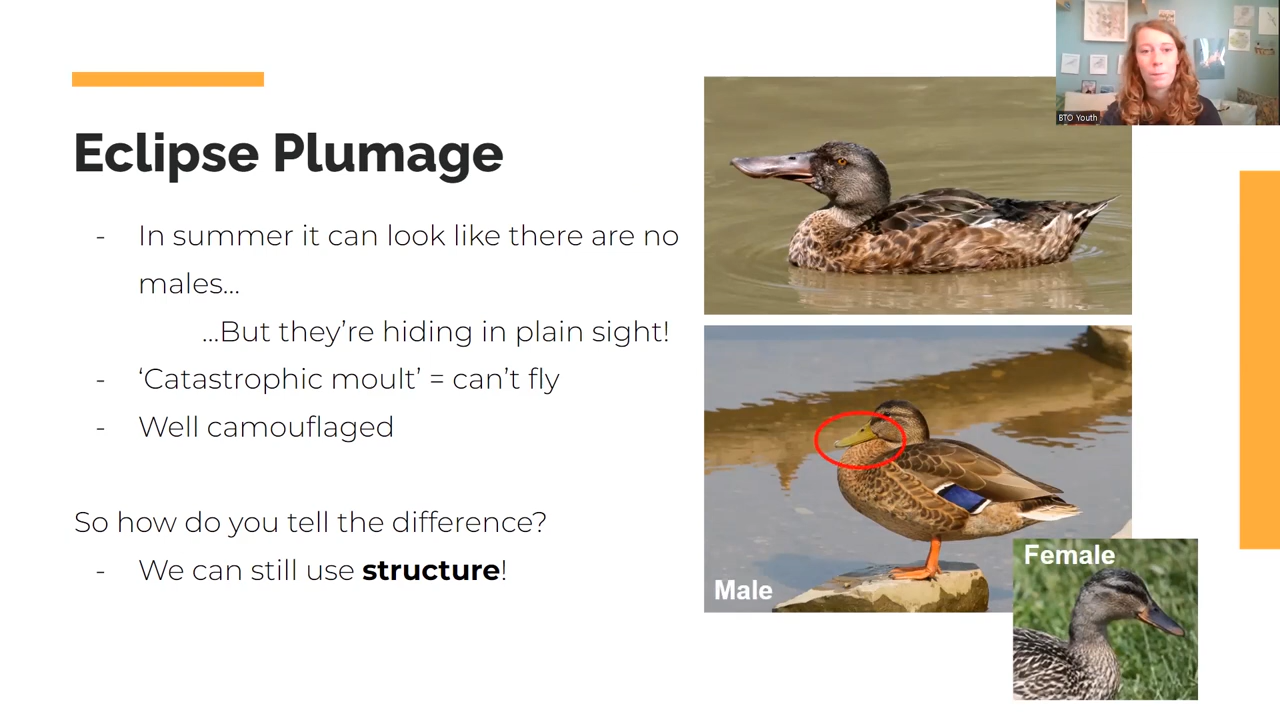 Eclipse Plumage
- In summer it can look like there are no
males...
...But they're hiding in plain sight!
- ‘Catastrophic moult’ = can't fly
- Well camouflaged
So how do you tell the difference?
- We can still use structure!
BTO Youth
Male
Female